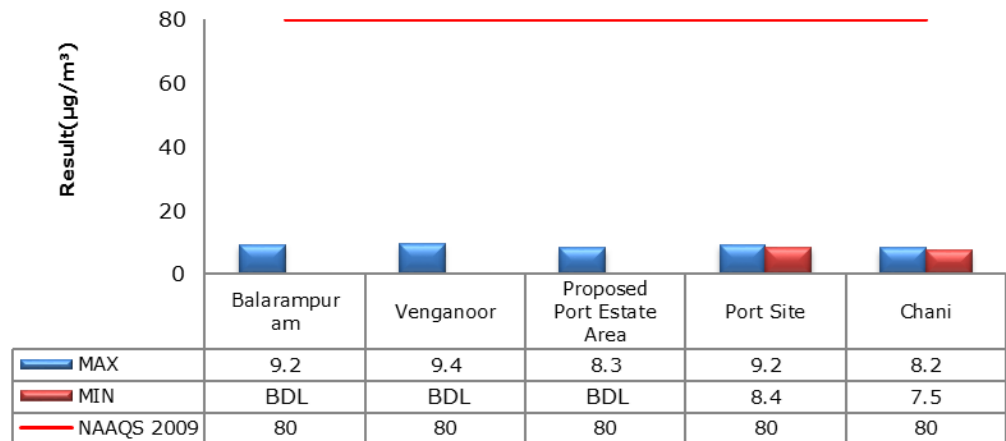 80
60
40
20
0
Result(µg/m³)
Balarampur
am
Venganoor
Proposed
Port Estate
Area
Port Site
Chani
MAX 9.2 9.4 8.3 9.2 8.2
MIN BDL BDL BDL 8.4 7.5
NAAQS 2009 80 80 80 80 80